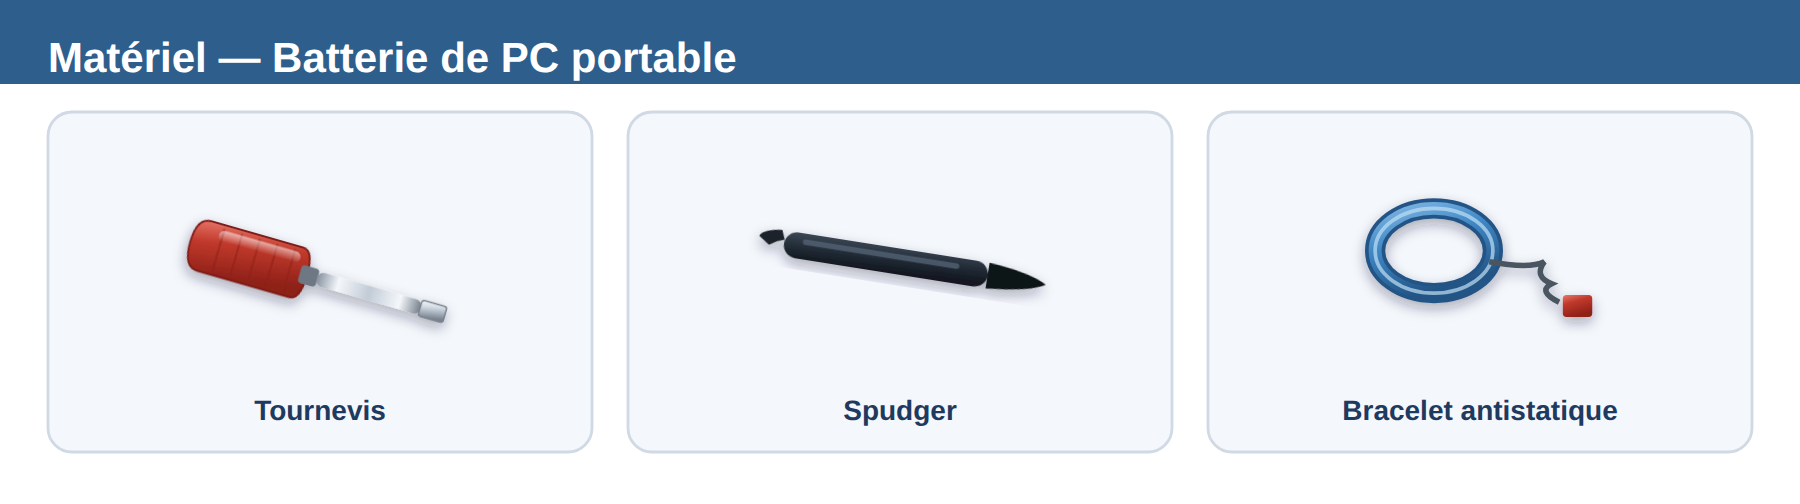 Matériel — Batterie de PC portable
Tournevis
Spudger
Bracelet antistatique